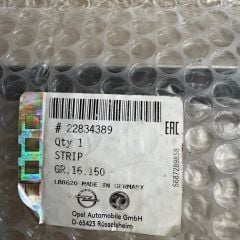 # 22834389
Qty 1
STRIP
GR.16.150
LB0620 MADE IN GERMANY
Opel Automobile GmbH
D-65423 Rüsselsheim
EAC